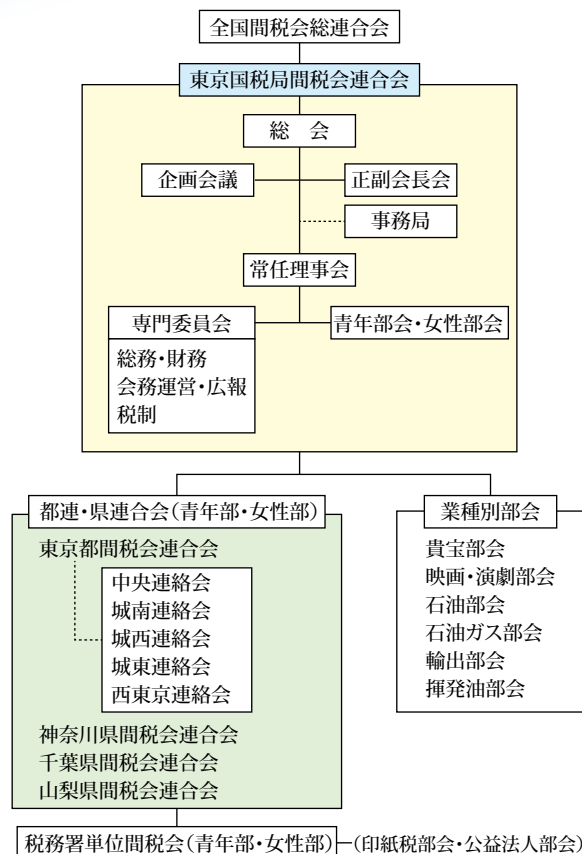 全国間税会総連合会
東京国税局間税会連合会
総　会
企画会議
正副会長会
事務局
常任理事会
専門委員会
総務・財務
会務運営・広報
税制
青年部会・女性部会
都連・県連合会(青年部・女性部)
東京都間税会連合会
中央連絡会
城南連絡会
城西連絡会
城東連絡会
西東京連絡会
神奈川県間税会連合会
千葉県間税会連合会
山梨県間税会連合会
業種別部会
貴宝部会
映画・演劇部会
石油部会
石油ガス部会
輸出部会
揮発油部会
税務署単位間税会(青年部・女性部)
(印紙税部会・公益法人部会)